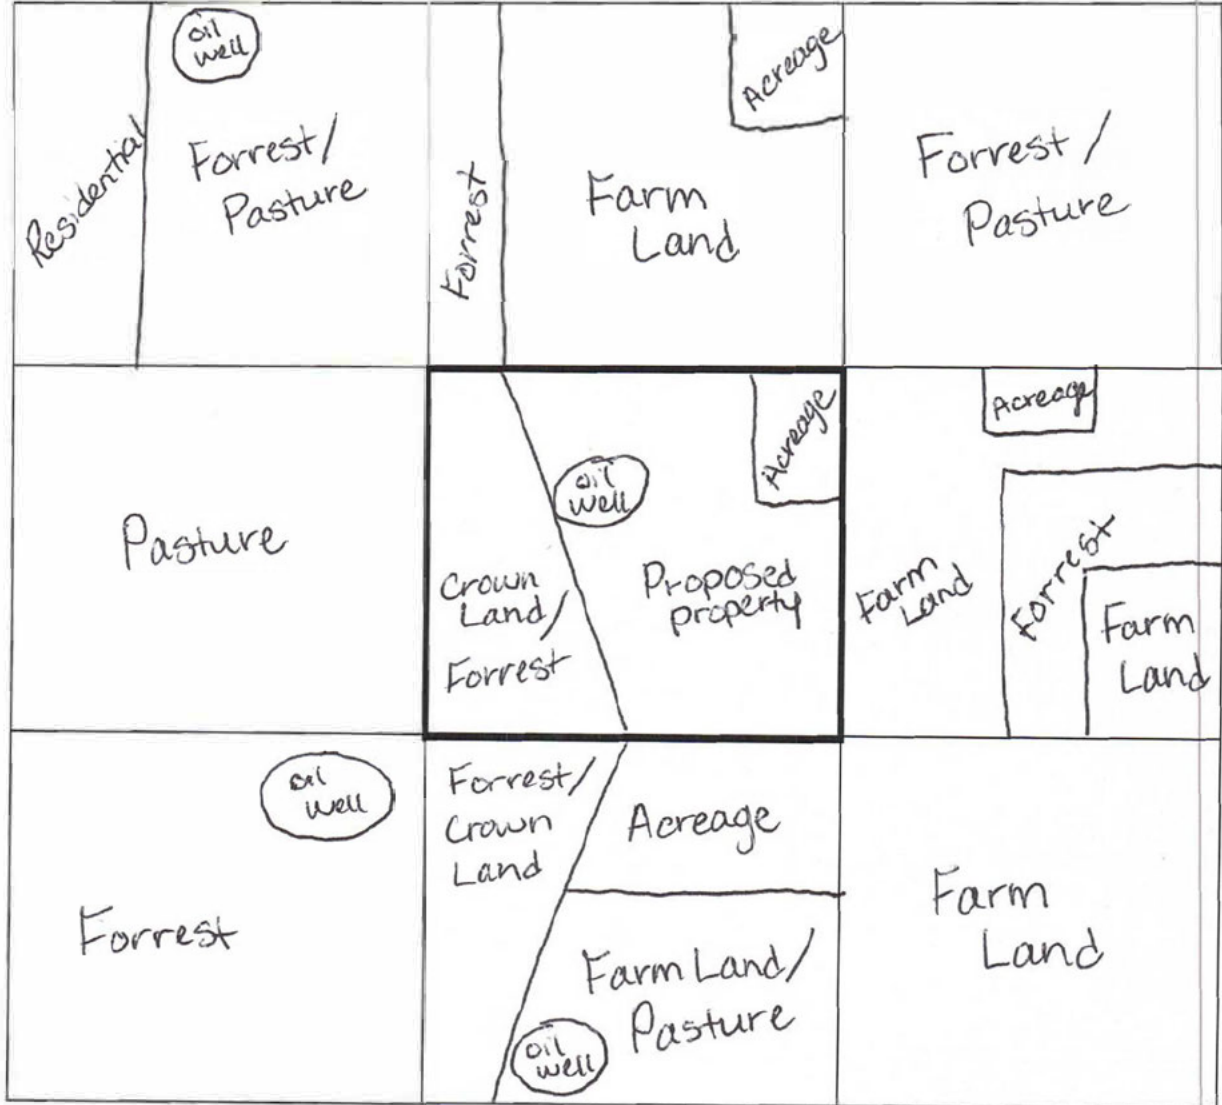 Residential
oil
well
Forrest/
Pasture
Forrest
Farm
Land
Acreage
Forrest/
Pasture
Pasture
Crown
Land/
Forrest
oil
well
Proposed
property
Acreage
Farm
Land
Acreage
Forrest
Farm
Land
oil
well
Forrest
Forrest/
Crown
Land
Acreage
Farm Land/
Pasture
oil
well
Farm
Land